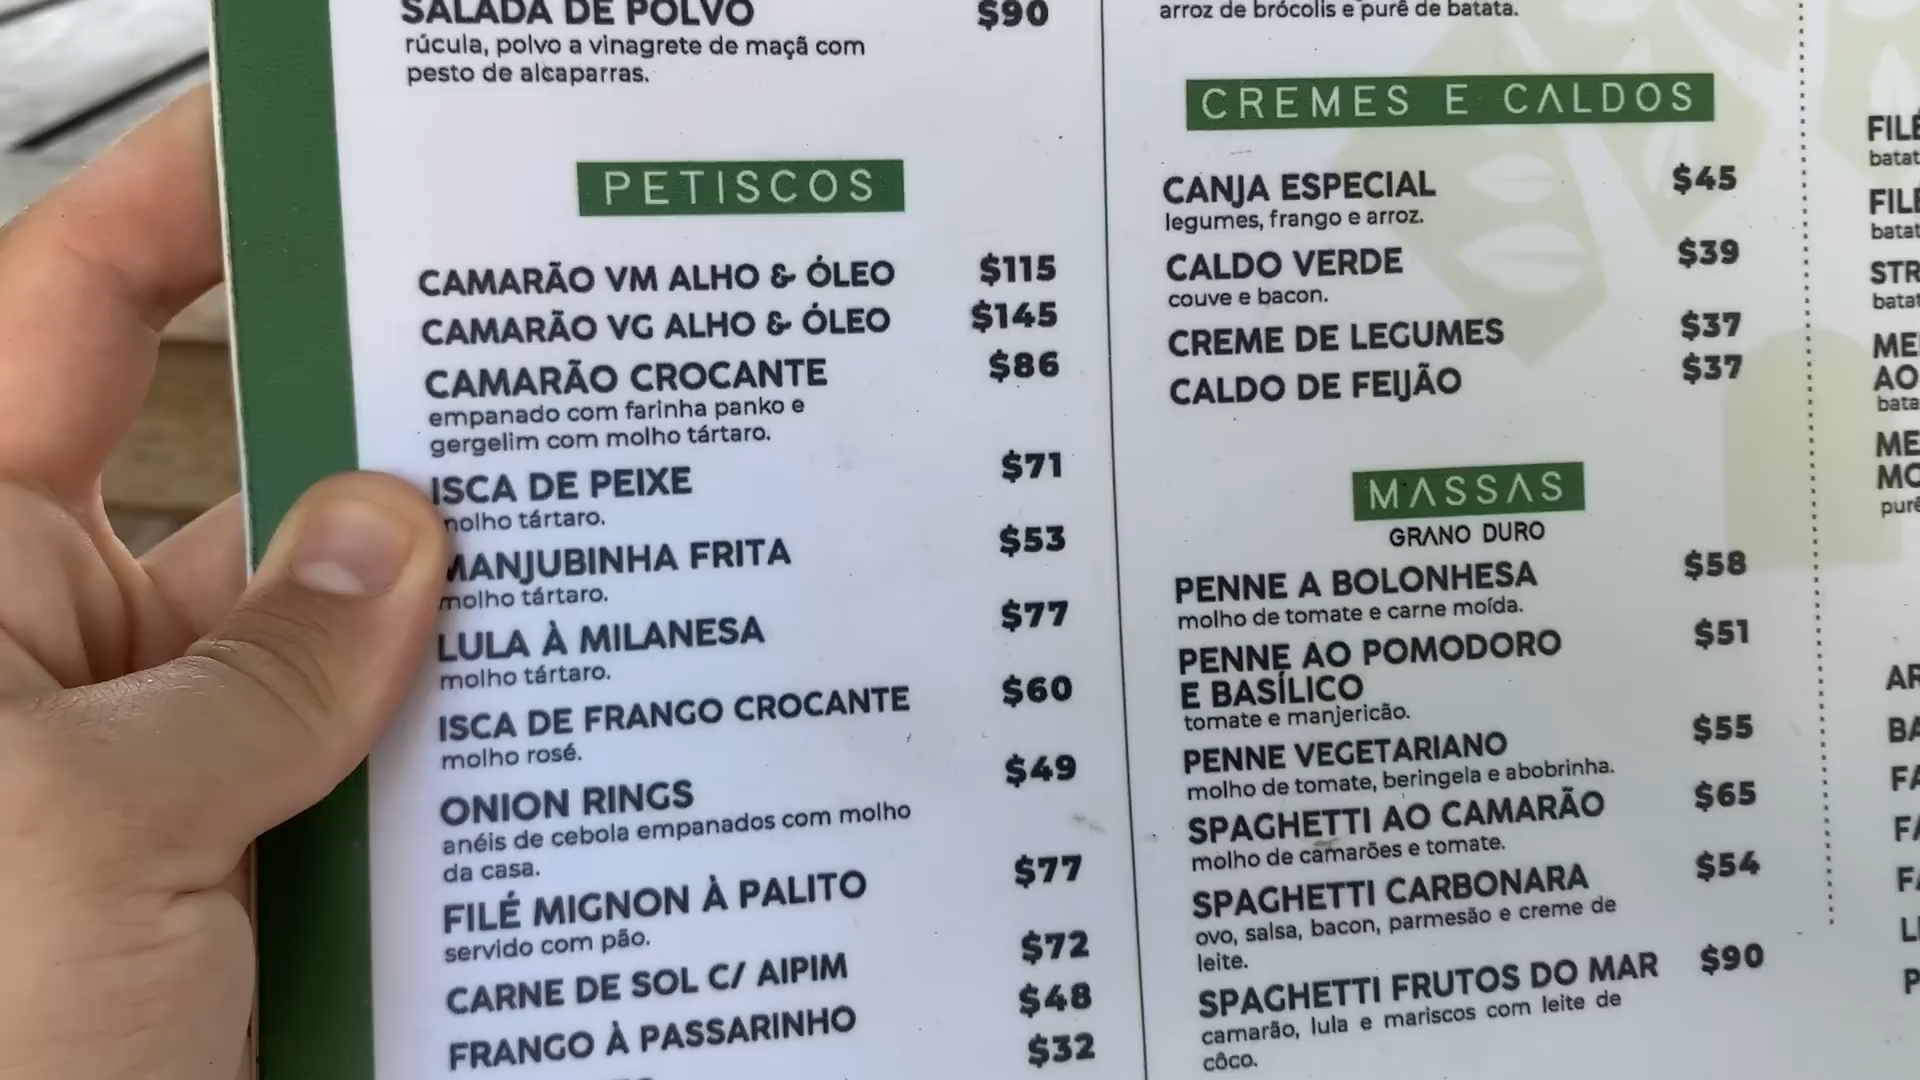 SALADA DE POLVO $90
rúcula, polvo a vinagrete de maçã com
pesto de alcaparras.
PETISCOS
CAMARÃO VM ALHO & ÓLEO $115
CAMARÃO VG ALHO & ÓLEO $145
CAMARÃO CROCANTE $86
empanado com farinha panko e
gergelim com molho tártaro.
ISCA DE PEIXE $71
molho tártaro.
MANJUBINHA FRITA $53
molho tártaro.
LULA À MILANESA $77
molho tártaro.
ISCA DE FRANGO CROCANTE $60
molho rosé.
ONION RINGS $49
anéis de cebola empanados com molho
da casa.
FILÉ MIGNON À PALITO $77
servido com pão.
CARNE DE SOL C/ AIPIM $72
FRANGO À PASSARINHO $48
$32
arroz de brócolis e purê de batata.
CREMES E CALDOS
CANJA ESPECIAL $45
legumes, frango e arroz.
CALDO VERDE $39
couve e bacon.
CREME DE LEGUMES $37
CALDO DE FEIJÃO $37
MASSAS
GRANO DURO
PENNE A BOLONHESA $58
molho de tomate e carne moída.
PENNE AO POMODORO $51
E BASÍLICO
tomate e manjericão.
PENNE VEGETARIANO $55
molho de tomate, beringela e abobrinha.
SPAGHETTI AO CAMARÃO $65
molho de camarões e tomate.
SPAGHETTI CARBONARA $54
ovo, salsa, bacon, parmesão e creme de
leite.
SPAGHETTI FRUTOS DO MAR $90
camarão, lula e mariscos com leite de
côco.